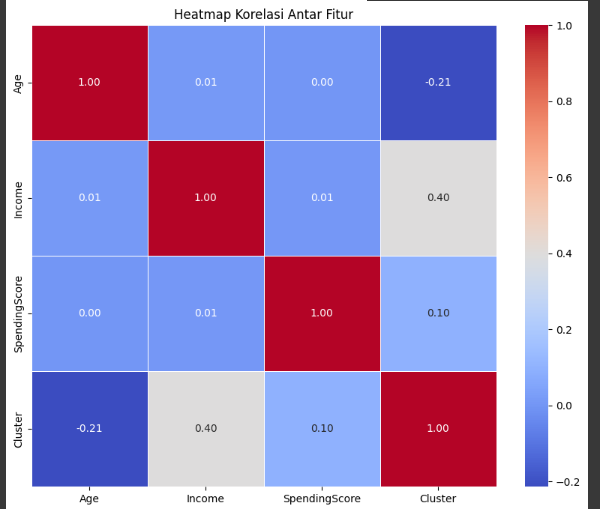 Heatmap Korelasi Antar Fitur
Age
1.00
0.01
0.00
-0.21
Income
0.01
1.00
0.01
0.40
SpendingScore
0.00
0.01
1.00
0.10
Cluster
-0.21
0.40
0.10
1.00
Age
Income
SpendingScore
Cluster
1.0
0.8
0.6
0.4
0.2
0.0
−0.2